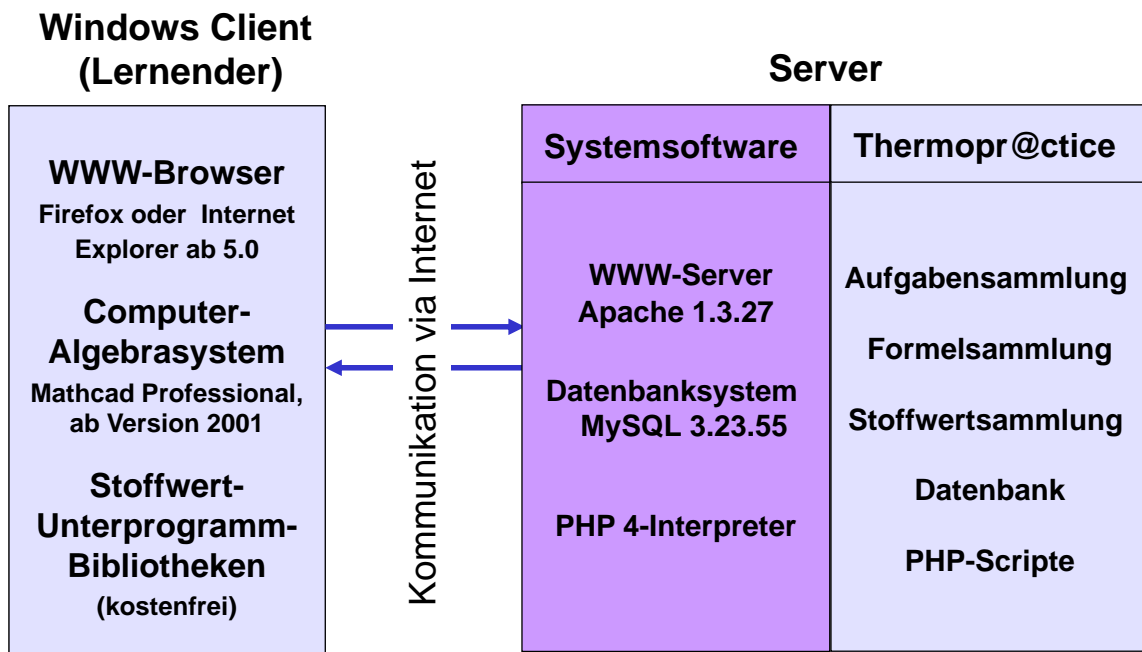 Windows Client
(Lernender)
WWW-Browser
Firefox oder Internet
Explorer ab 5.0
Computer-
Algebrasystem
Mathcad Professional,
ab Version 2001
Stoffwert-
Unterprogramm-
Bibliotheken
(kostenfrei)
Kommunikation via Internet
Server
Systemsoftware
WWW-Server
Apache 1.3.27
Datenbanksystem
MySQL 3.23.55
PHP 4-Interpreter
Thermopr@ctice
Aufgabensammlung
Formelsammlung
Stoffwertsammlung
Datenbank
PHP-Scripte